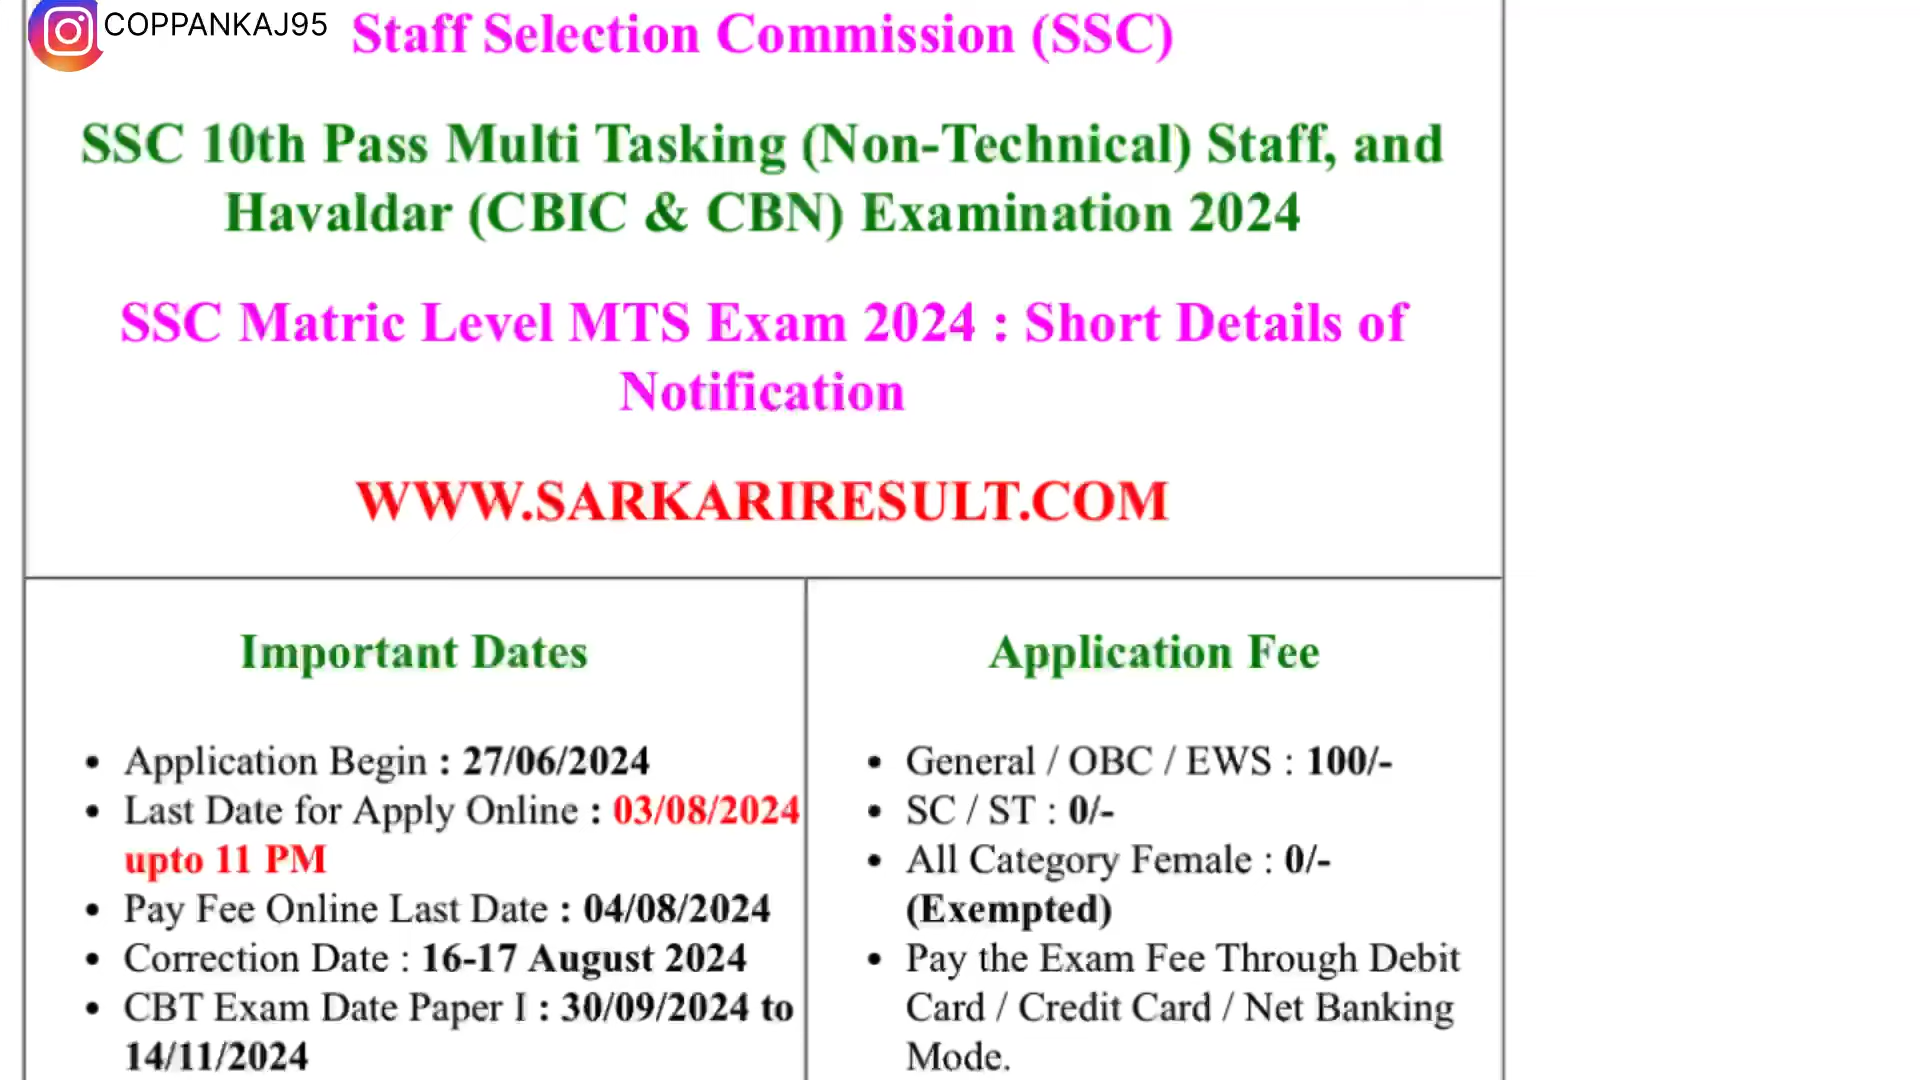 COPPANKAJ95
Staff Selection Commission (SSC)
SSC 10th Pass Multi Tasking (Non-Technical) Staff, and
Havaldar (CBIC & CBN) Examination 2024
SSC Matric Level MTS Exam 2024 : Short Details of
Notification
WWW.SARKARIRESULT.COM
Important Dates
• Application Begin : 27/06/2024
• Last Date for Apply Online : 03/08/2024
upto 11 PM
• Pay Fee Online Last Date : 04/08/2024
• Correction Date : 16-17 August 2024
• CBT Exam Date Paper I : 30/09/2024 to
14/11/2024
Application Fee
• General / OBC / EWS : 100/-
• SC / ST : 0/-
• All Category Female : 0/-
(Exempted)
• Pay the Exam Fee Through Debit
Card / Credit Card / Net Banking
Mode.